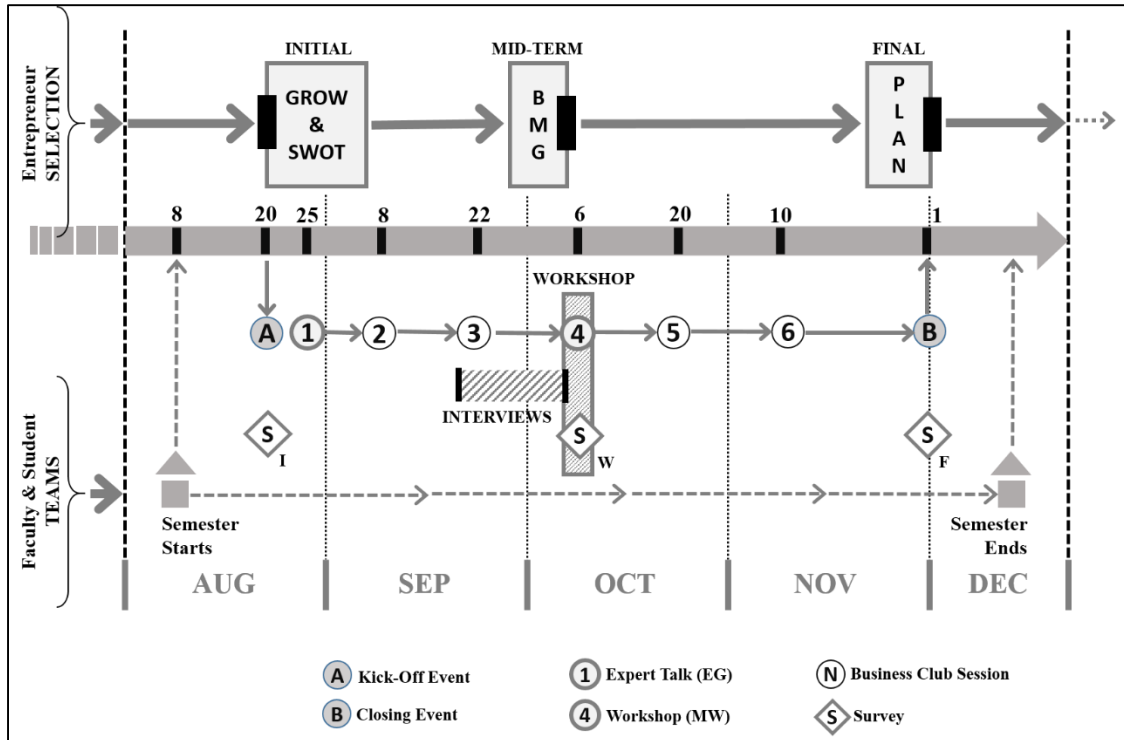 Entrepreneur
SELECTION
INITIAL
MID-TERM
FINAL
GROW
&
SWOT
B
M
G
P
L
A
N
8
20
25
8
22
6
20
10
1
WORKSHOP
A
1
2
3
4
5
6
B
INTERVIEWS
S
I
S
W
S
F
Faculty & Student
TEAMS
Semester
Starts
Semester
Ends
AUG
SEP
OCT
NOV
DEC
A Kick-Off Event
1 Expert Talk (EG)
N Business Club Session
B Closing Event
4 Workshop (MW)
S Survey